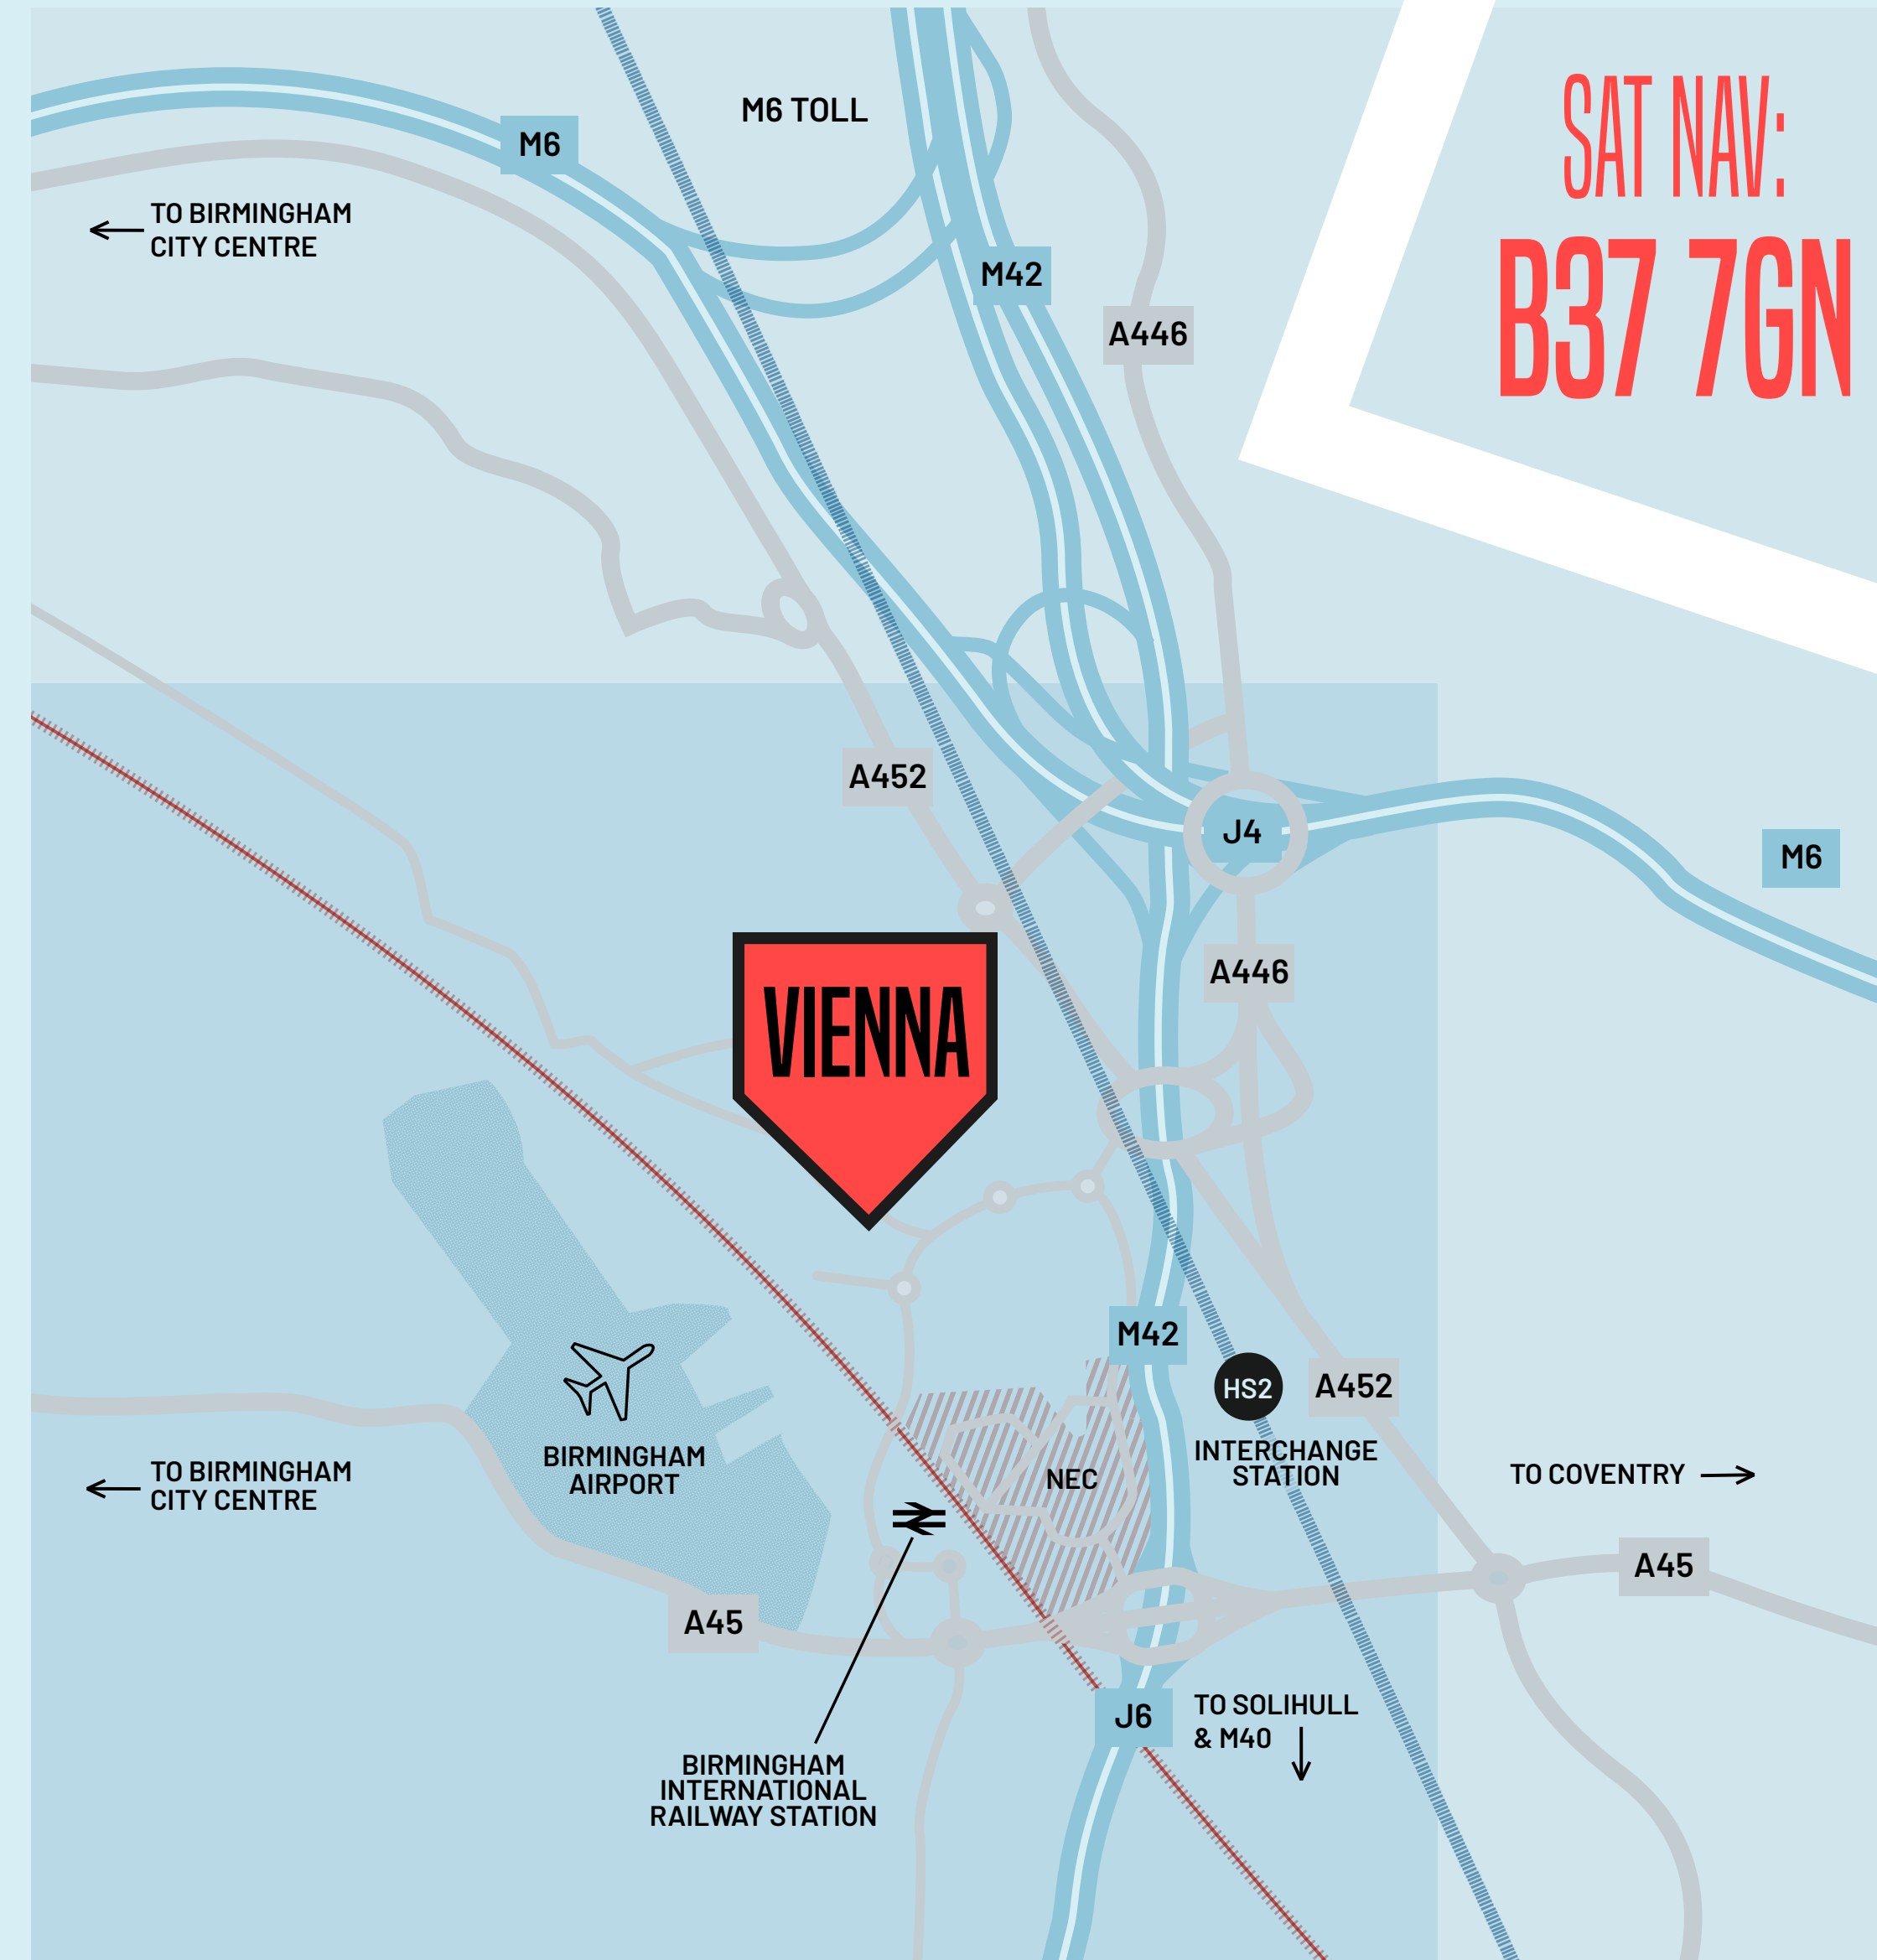 SAT NAV:
B37 7GN
M6 TOLL
M6
TO BIRMINGHAM
CITY CENTRE
M42
A446
A452
J4
M6
A446
VIENNA
M42
HS2
A452
INTERCHANGE
STATION
BIRMINGHAM
AIRPORT
NEC
TO BIRMINGHAM
CITY CENTRE
TO COVENTRY
A45
A45
J6
TO SOLIHULL
& M40
BIRMINGHAM
INTERNATIONAL
RAILWAY STATION